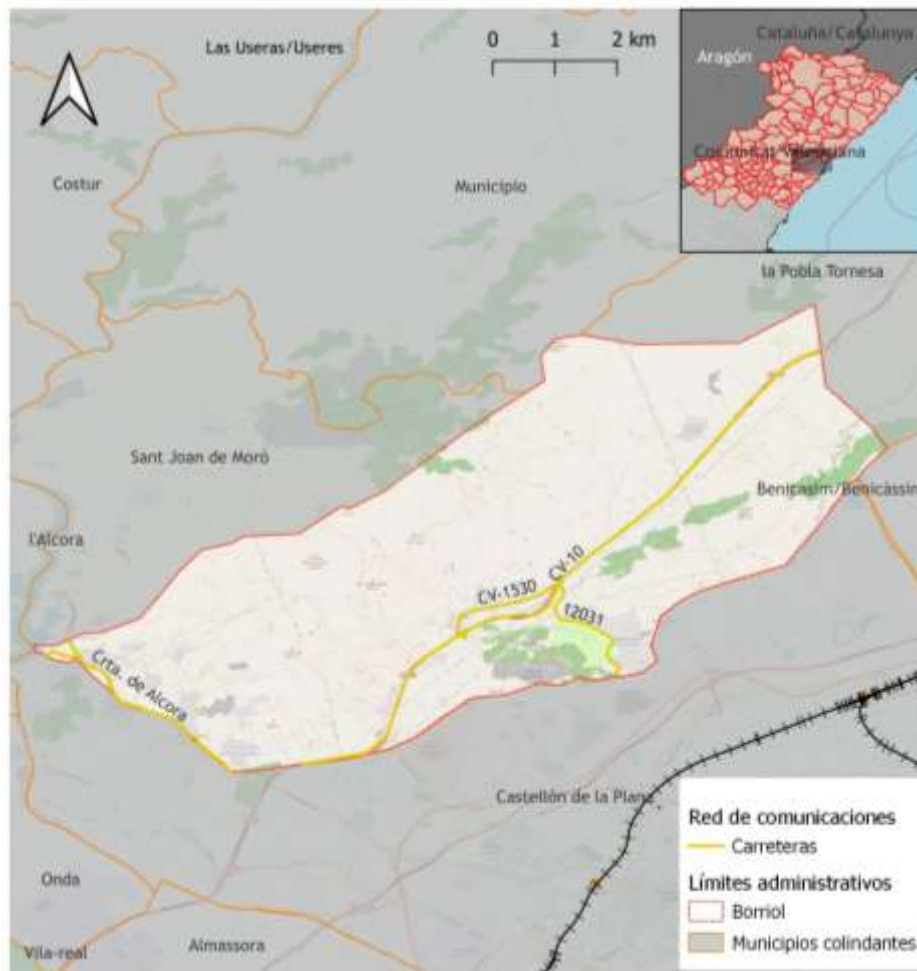 Las Useras/Useres
0 1 2 km
Cataluña/Catalunya
Aragón
Comunitat Valenciana
Costur
Municipio
la Pobla Tornesa
Sant Joan de Moró
Benicasim/Benicàssim
l'Alcora
CV-10
CV-1530
12031
Crta. de Alcora
Castellón de la Plana
Onda
Almassora
Vila-real
Red de comunicaciones
Carreteras
Límites administrativos
Borriol
Municipios colindantes